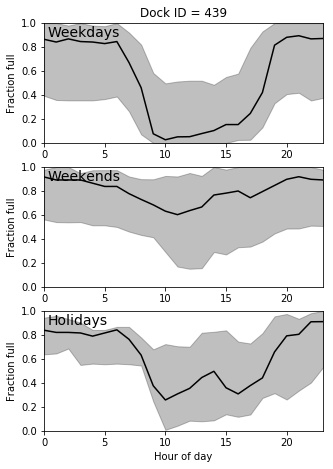 Dock ID = 439
Weekdays
1.0
0.8
0.6
0.4
0.2
0.0
Fraction full
0 5 10 15 20
Weekends
1.0
0.8
0.6
0.4
0.2
0.0
Fraction full
0 5 10 15 20
Holidays
1.0
0.8
0.6
0.4
0.2
0.0
Fraction full
0 5 10 15 20
Hour of day